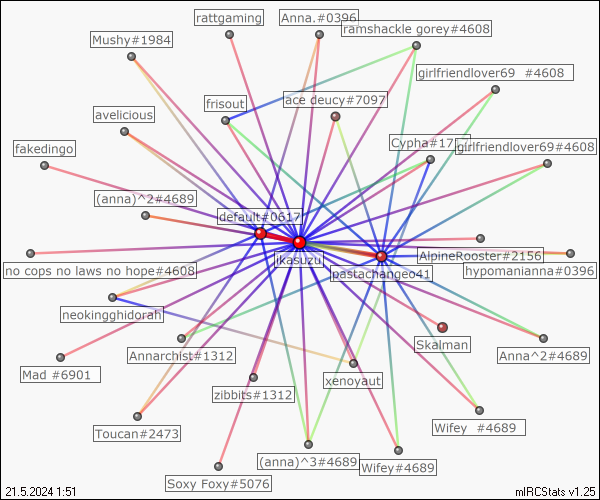 rattgaming
Anna.#0396
ramshackle gorey#4608
Mushy#1984
girlfriendlover69 #4608
frisout
ace deucy#7097
avelicious
Cypha#17
girlfriendlover69#4608
fakedingo
(anna)^2#4689
default#0617
AlpineRooster#2156
ikasuzu
no cops no laws no hope#4608
pastachangeo41
hypomanianna#0396
neokingghidorah
Skalman
Annarchist#1312
Anna^2#4689
Mad #6901
xenoyaut
zibbits#1312
Toucan#2473
Wifey #4689
(anna)^3#4689
Wifey#4689
Soxy Foxy#5076
21.5.2024 1:51
mIRCStats v1.25